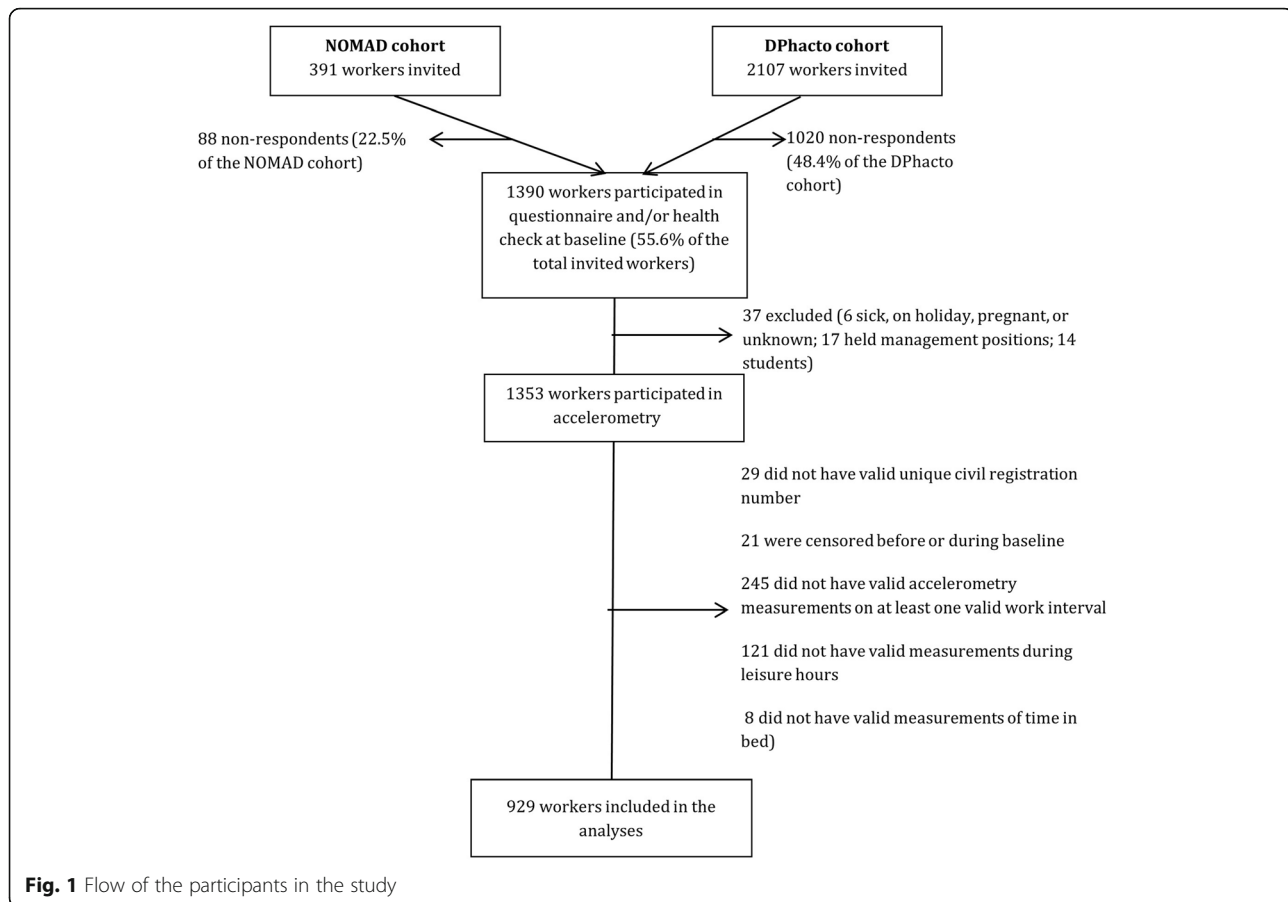 NOMAD cohort
391 workers invited
DPhacto cohort
2107 workers invited
88 non-respondents (22.5%
of the NOMAD cohort)
1020 non-respondents
(48.4% of the DPhacto
cohort)
1390 workers participated in
questionnaire and/or health
check at baseline (55.6% of the
total invited workers)
37 excluded (6 sick, on holiday, pregnant, or
unknown; 17 held management positions; 14
students)
1353 workers participated in
accelerometry
29 did not have valid unique civil registration
number
21 were censored before or during baseline
245 did not have valid accelerometry
measurements on at least one valid work interval
121 did not have valid measurements during
leisure hours
8 did not have valid measurements of time in
bed)
929 workers included in the
analyses
Fig. 1 Flow of the participants in the study